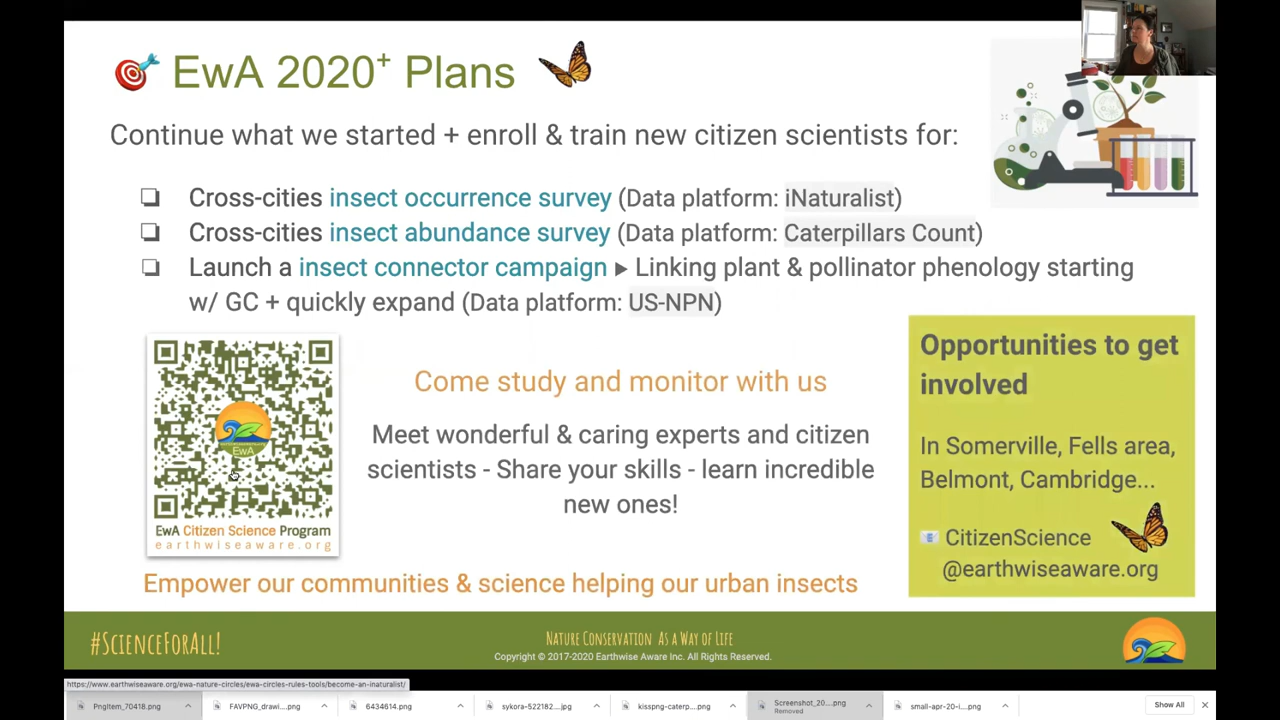 EwA 2020+ Plans
Continue what we started + enroll & train new citizen scientists for:
❏ Cross-cities insect occurrence survey (Data platform: iNaturalist)
❏ Cross-cities insect abundance survey (Data platform: Caterpillars Count)
❏ Launch a insect connector campaign ▶ Linking plant & pollinator phenology starting
w/ GC + quickly expand (Data platform: US-NPN)
EwA
EwA Citizen Science Program
earthwiseaware.org
Come study and monitor with us
Meet wonderful & caring experts and citizen
scientists - Share your skills - learn incredible
new ones!
Empower our communities & science helping our urban insects
Opportunities to get
involved
In Somerville, Fells area,
Belmont, Cambridge...
CitizenScience
@earthwiseaware.org
#ScienceForAll!
Nature Conservation As a Way of Life
Copyright © 2017-2020 Earthwise Aware Inc. All Rights Reserved.
https://www.earthwiseaware.org/ewa-nature-circles/ewa-circles-rules-tools/become-an-inaturalist/
PngItem_70418.png
FAVPNG_drawi....png
6434614.png
sykora-522182...jpg
kisspng-caterp....png
Screenshot_20....png
Removed
small-apr-20-i....png
Show All